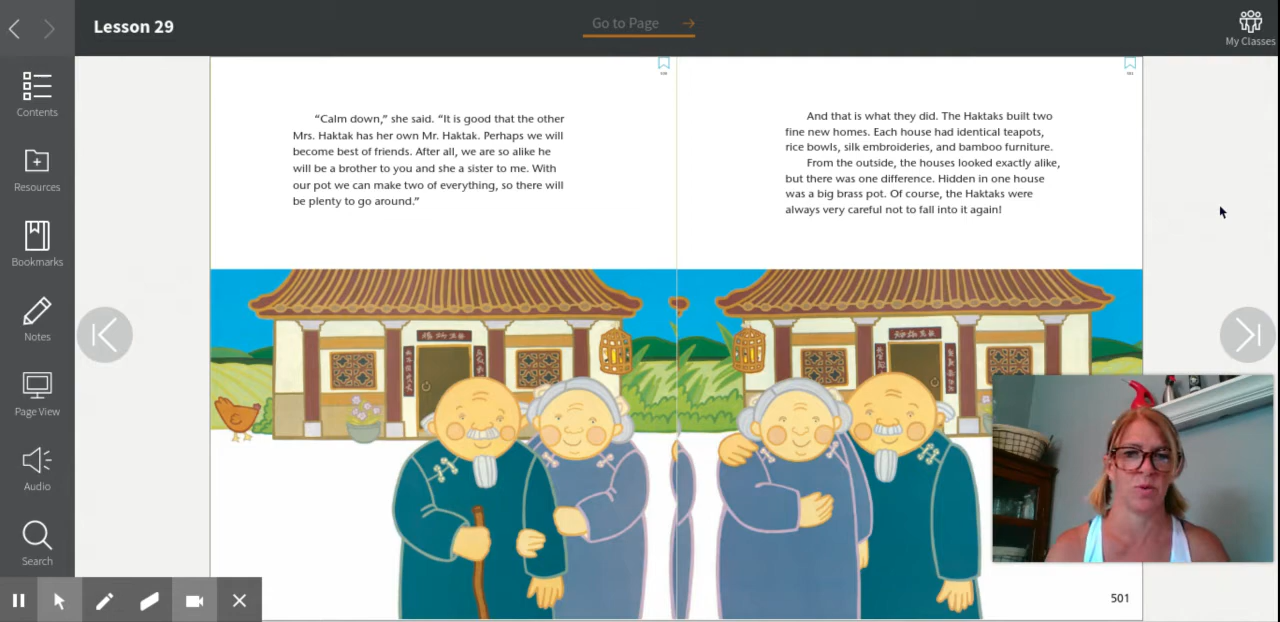 Lesson 29
Go to Page
My Classes
Contents
Resources
Bookmarks
Notes
Page View
Audio
Search
“Calm down,” she said. “It is good that the other
Mrs. Haktak has her own Mr. Haktak. Perhaps we will
become best of friends. After all, we are so alike he
will be a brother to you and she a sister to me. With
our pot we can make two of everything, so there will
be plenty to go around.”
And that is what they did. The Haktaks built two
fine new homes. Each house had identical teapots,
rice bowls, silk embroideries, and bamboo furniture.
From the outside, the houses looked exactly alike,
but there was one difference. Hidden in one house
was a big brass pot. Of course, the Haktaks were
always very careful not to fall into it again!
501